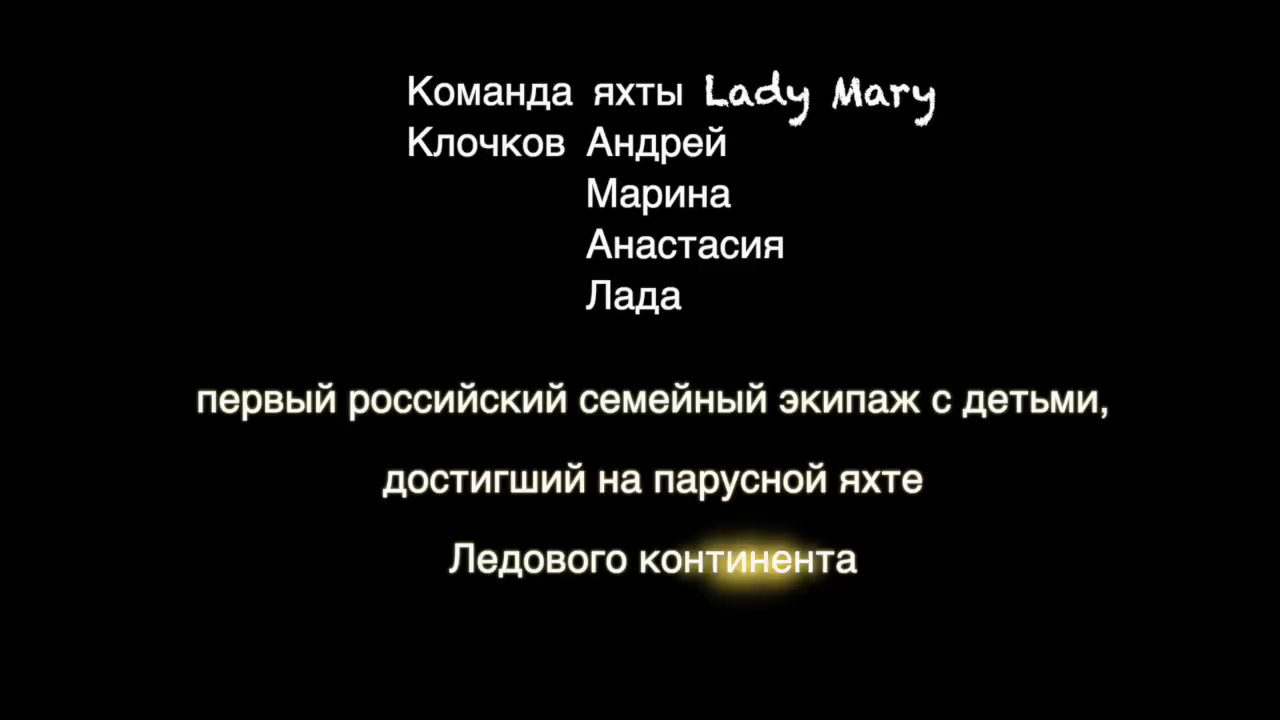 Команда яхты Lady Mary
Клочков Андрей
Марина
Анастасия
Лада
первый российский семейный экипаж с детьми,
достигший на парусной яхте
Ледового континента